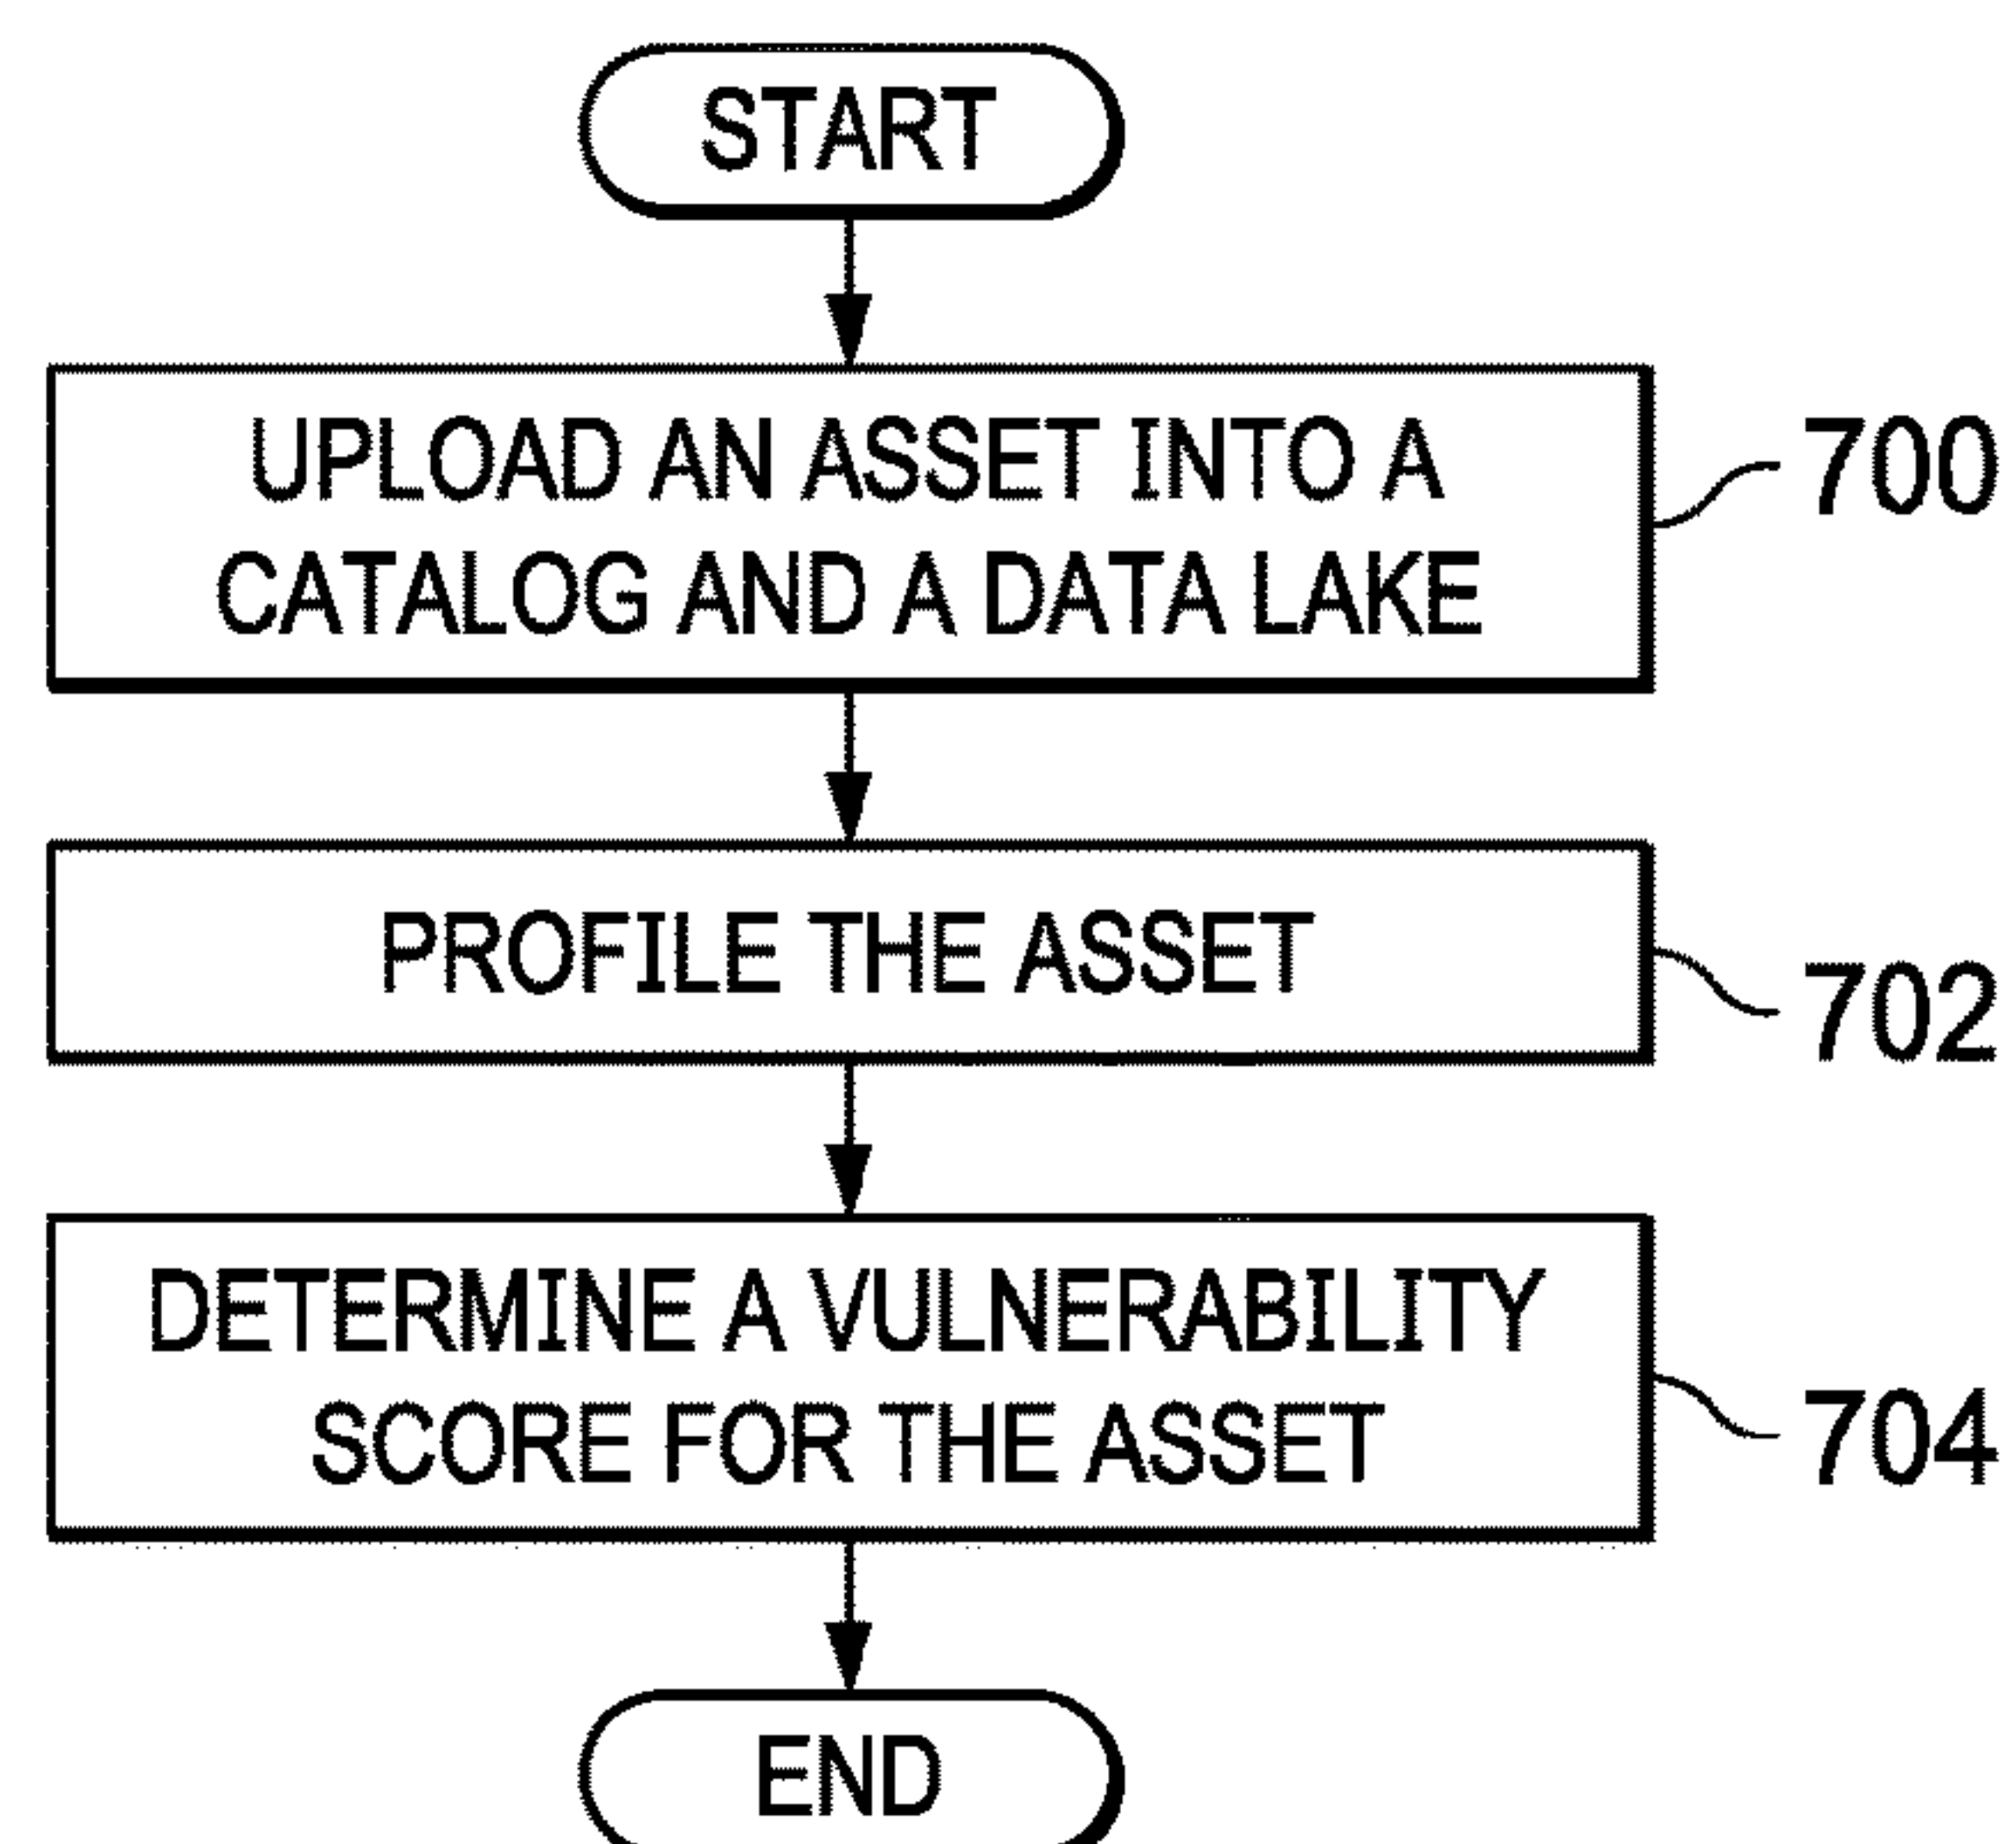 START
UPLOAD AN ASSET INTO A
CATALOG AND A DATA LAKE
700
PROFILE THE ASSET
702
DETERMINE A VULNERABILITY
SCORE FOR THE ASSET
704
END